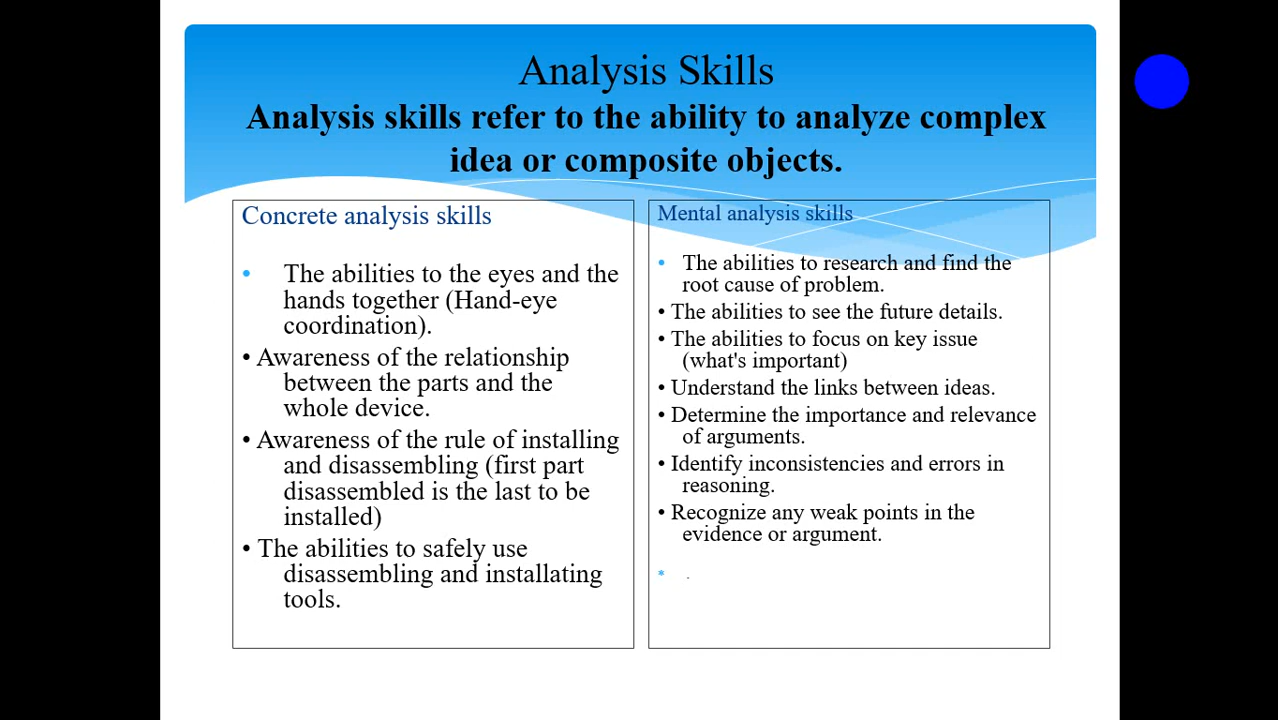 Analysis Skills
Analysis skills refer to the ability to analyze complex
idea or composite objects.
Concrete analysis skills
• The abilities to the eyes and the
hands together (Hand-eye
coordination).
• Awareness of the relationship
between the parts and the
whole device.
• Awareness of the rule of installing
and disassembling (first part
disassembled is the last to be
installed)
• The abilities to safely use
disassembling and installating
tools.
Mental analysis skills
• The abilities to research and find the
root cause of problem.
• The abilities to see the future details.
• The abilities to focus on key issue
(what's important)
• Understand the links between ideas.
• Determine the importance and relevance
of arguments.
• Identify inconsistencies and errors in
reasoning.
• Recognize any weak points in the
evidence or argument.
* .